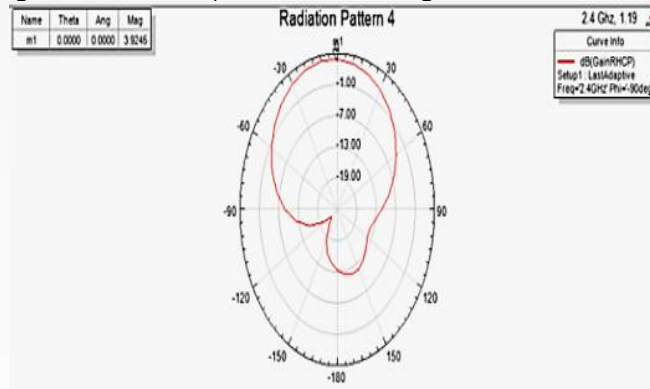 Name Theta Ang Mag
m1 0.0000 0.0000 3.9246
Radiation Pattern 4
2.4 Ghz, 1.19
Curve Info
dB(GainRHCP)
Setup1 : LastAdaptive
Freq='2.4GHz' Phi='-90deg
m1
-30
30
-1.00
-60
-7.00
60
-13.00
-19.00
-90
90
-120
120
-150
150
-180